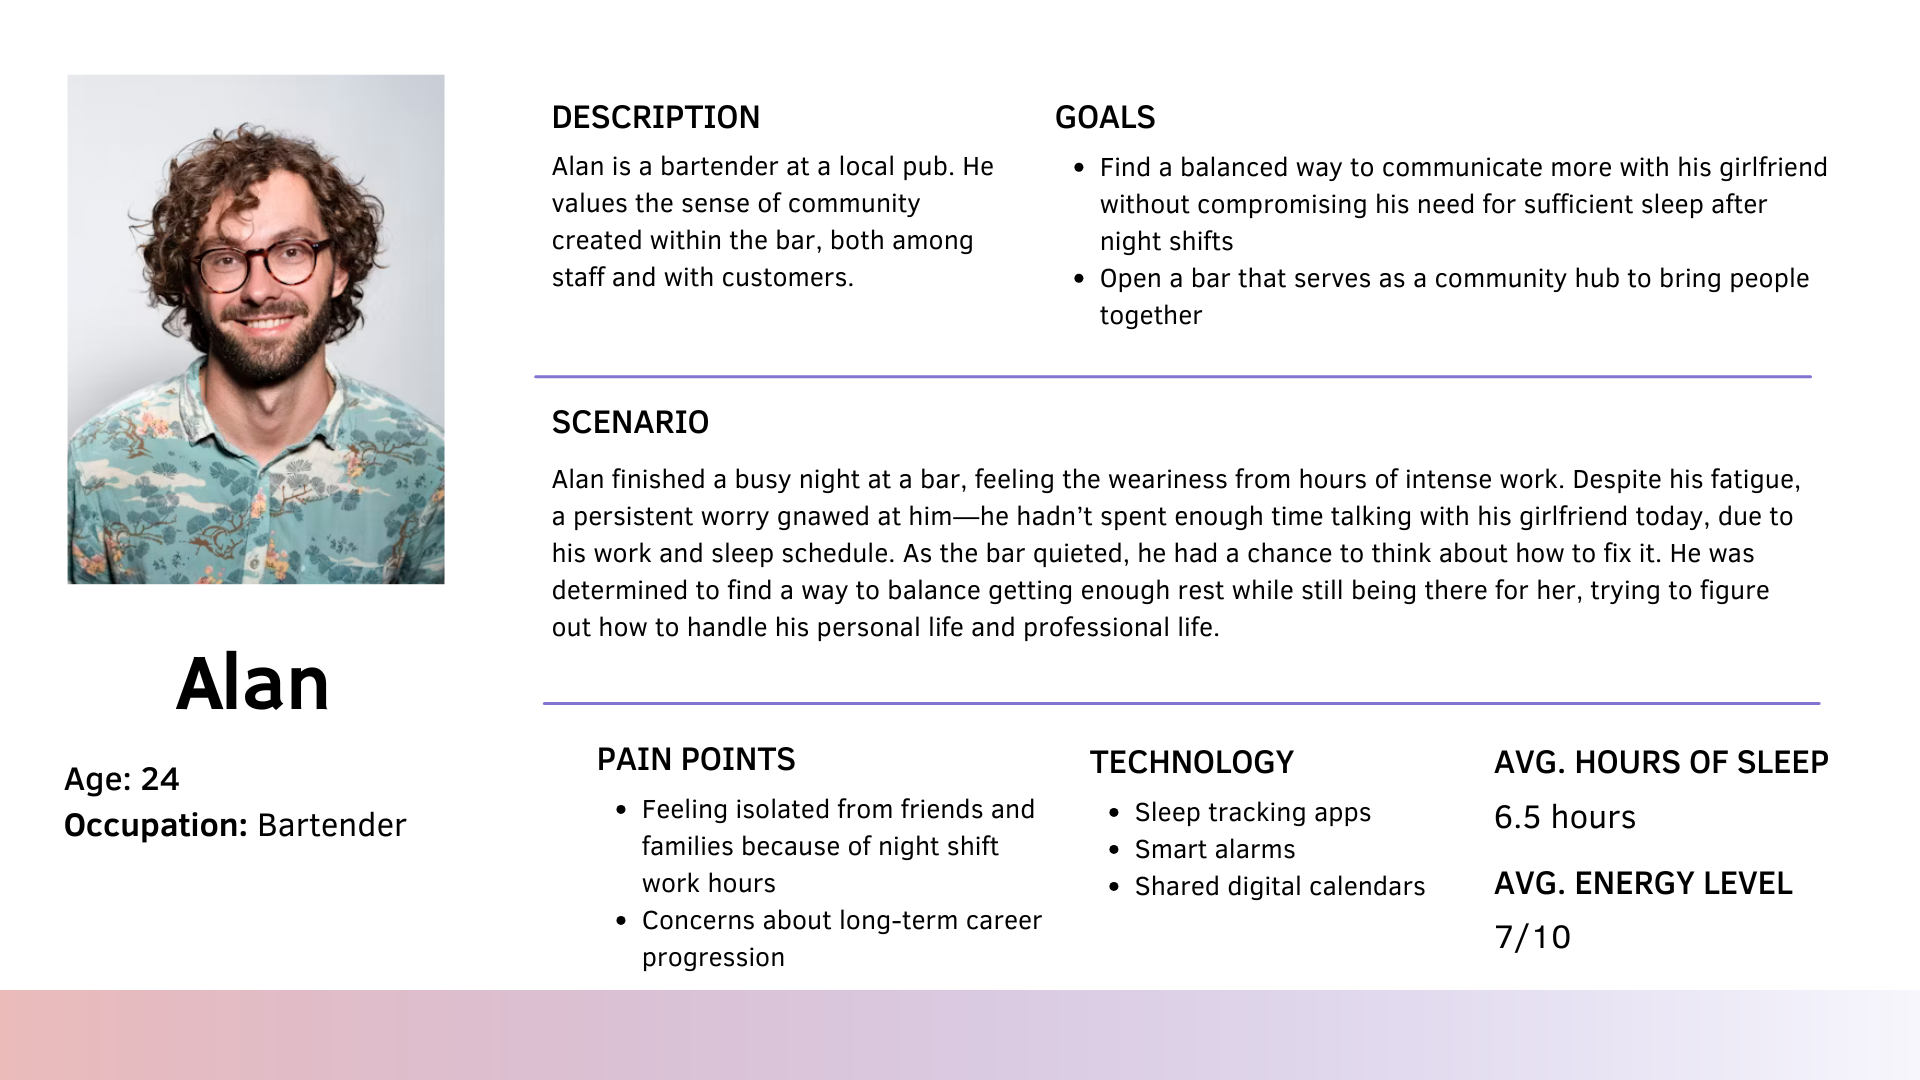 Alan
Age: 24
Occupation: Bartender
DESCRIPTION
Alan is a bartender at a local pub. He
values the sense of community
created within the bar, both among
staff and with customers.
GOALS
• Find a balanced way to communicate more with his girlfriend
without compromising his need for sufficient sleep after
night shifts
• Open a bar that serves as a community hub to bring people
together
SCENARIO
Alan finished a busy night at a bar, feeling the weariness from hours of intense work. Despite his fatigue,
a persistent worry gnawed at him—he hadn’t spent enough time talking with his girlfriend today, due to
his work and sleep schedule. As the bar quieted, he had a chance to think about how to fix it. He was
determined to find a way to balance getting enough rest while still being there for her, trying to figure
out how to handle his personal life and professional life.
PAIN POINTS
• Feeling isolated from friends and
families because of night shift
work hours
• Concerns about long-term career
progression
TECHNOLOGY
• Sleep tracking apps
• Smart alarms
• Shared digital calendars
AVG. HOURS OF SLEEP
6.5 hours
AVG. ENERGY LEVEL
7/10